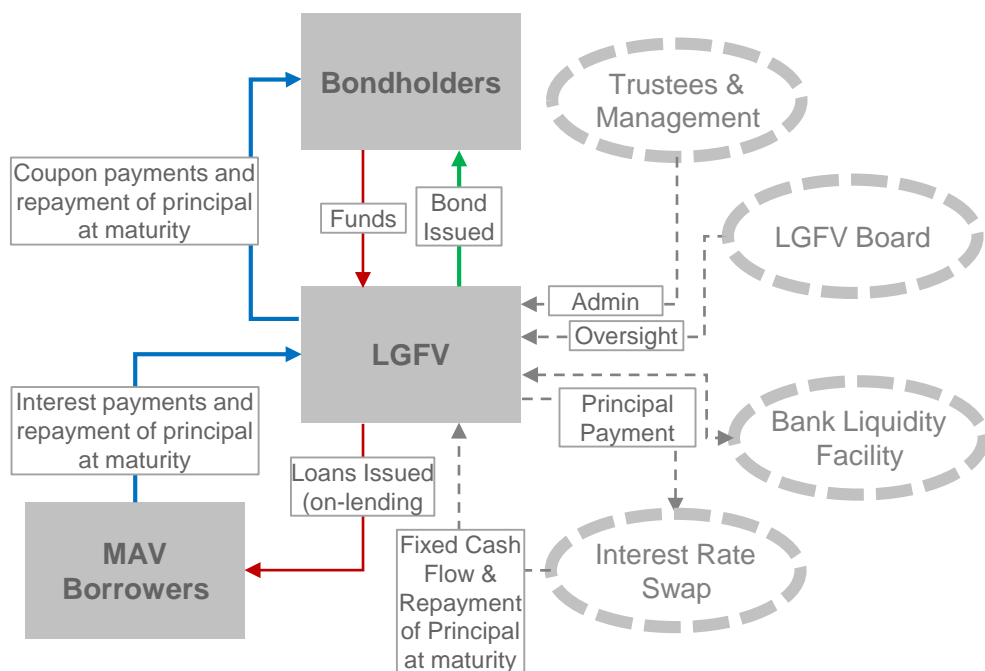 Bondholders
Trustees &
Management
Coupon payments and
repayment of principal
at maturity
Funds
Bond
Issued
LGFV Board
Admin
Oversight
LGFV
Interest payments and
repayment of principal
at maturity
Principal
Payment
Bank Liquidity
Facility
Loans Issued
(on-lending
MAV
Borrowers
Fixed Cash
Flow &
Repayment
of Principal
at maturity
Interest Rate
Swap